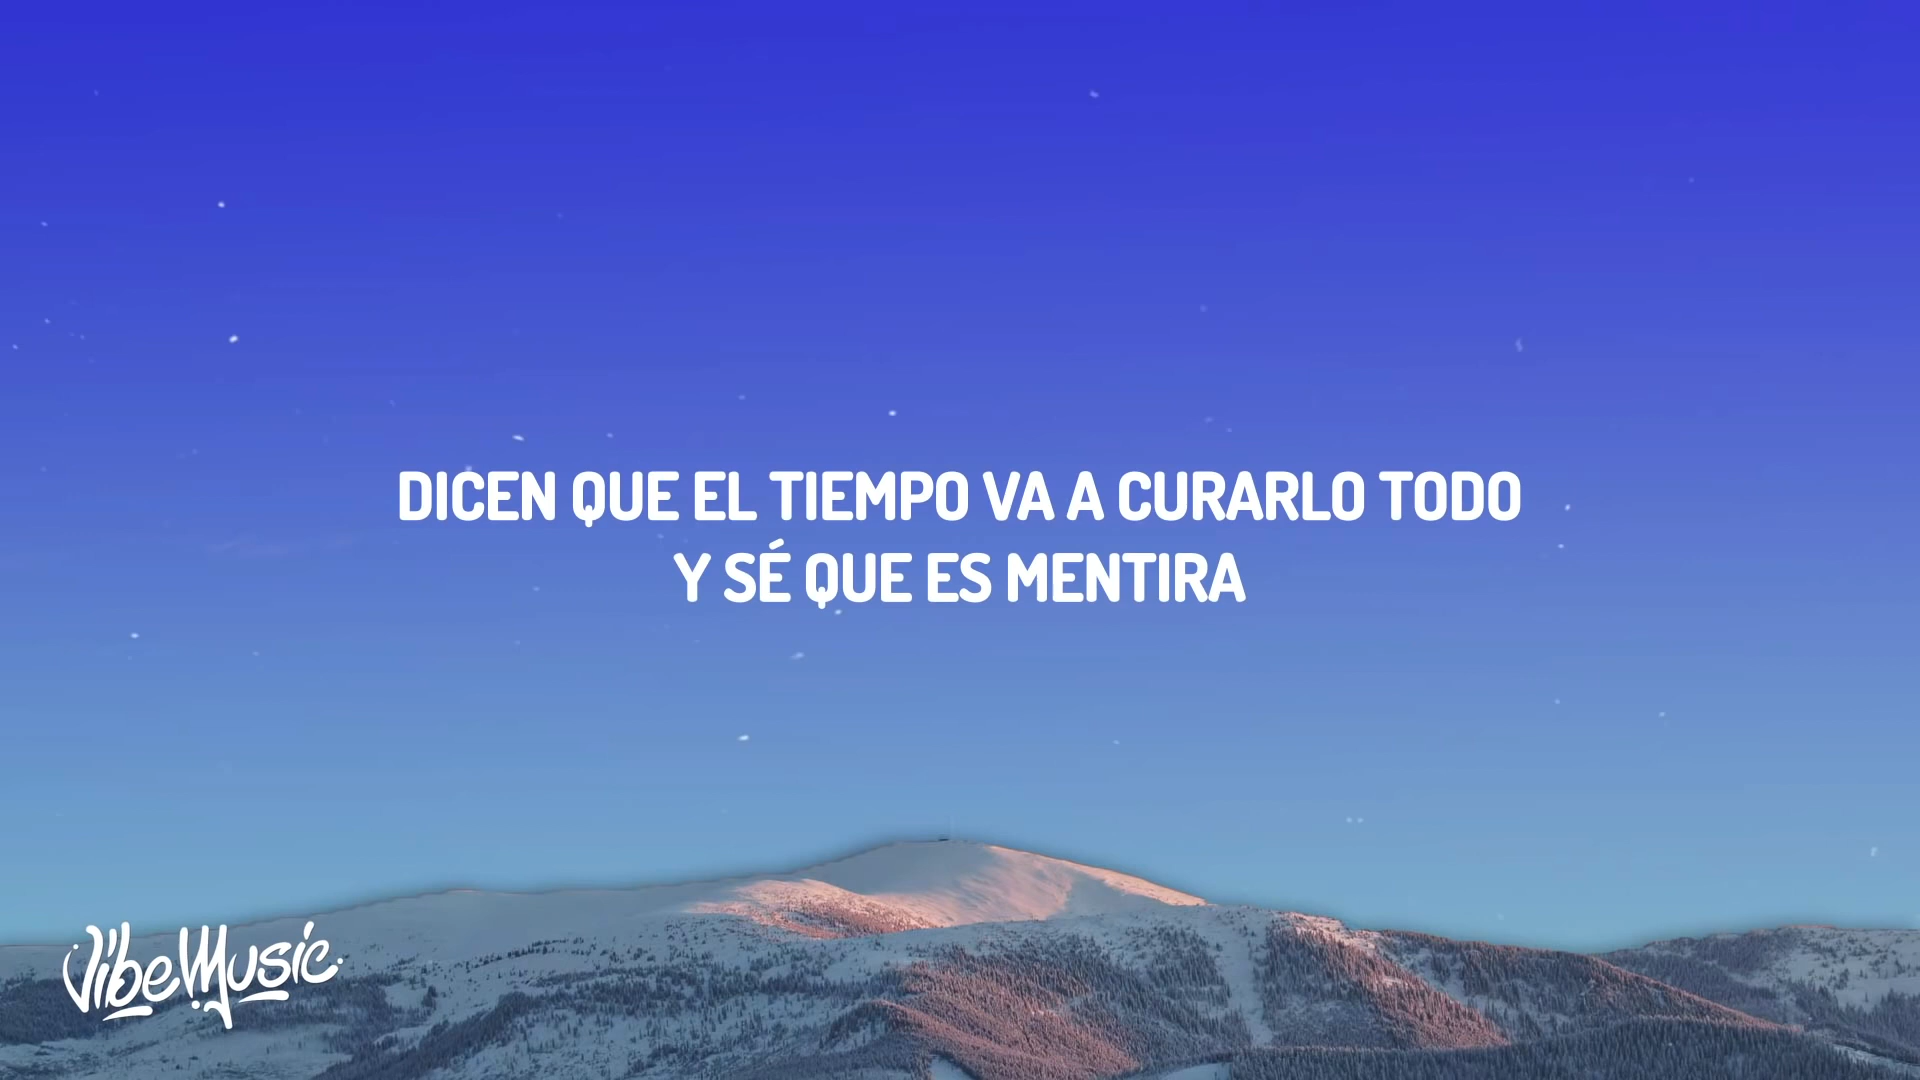 DICEN QUE EL TIEMPO VA A CURARLO TODO
Y SÉ QUE ES MENTIRA
VibeMusic.